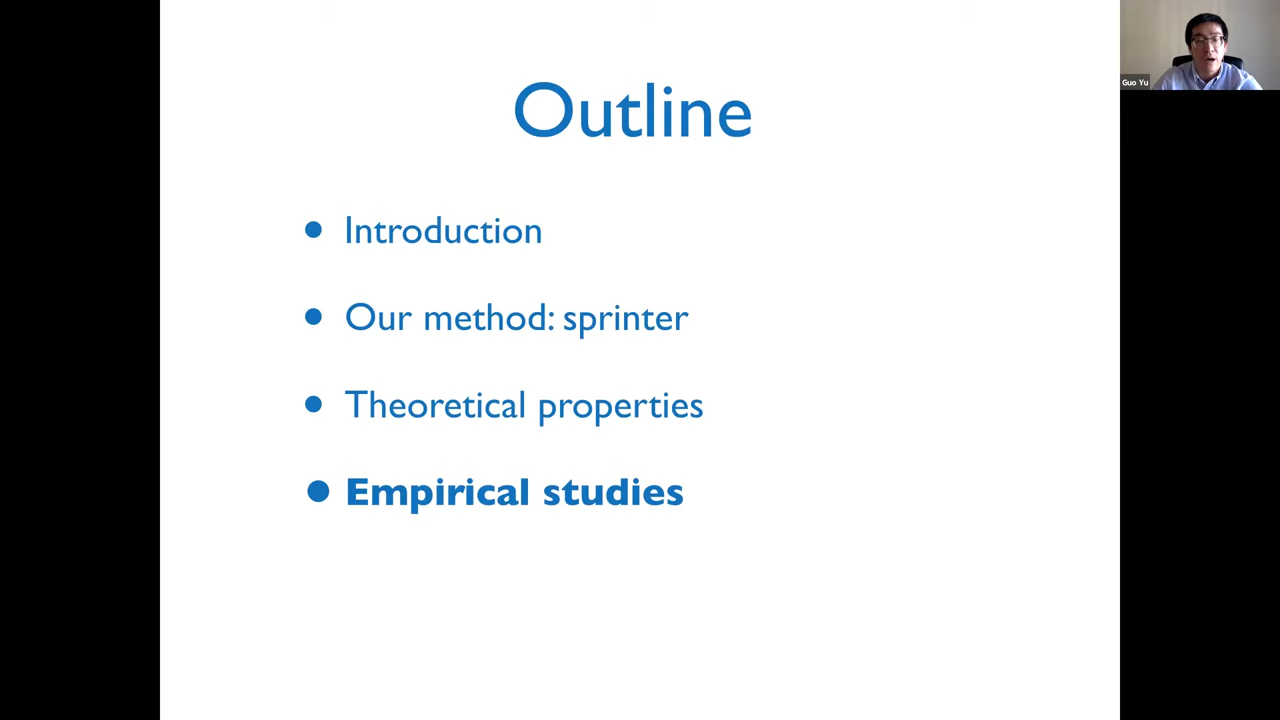 Outline
Introduction
Our method: sprinter
Theoretical properties
Empirical studies
Guo Yu